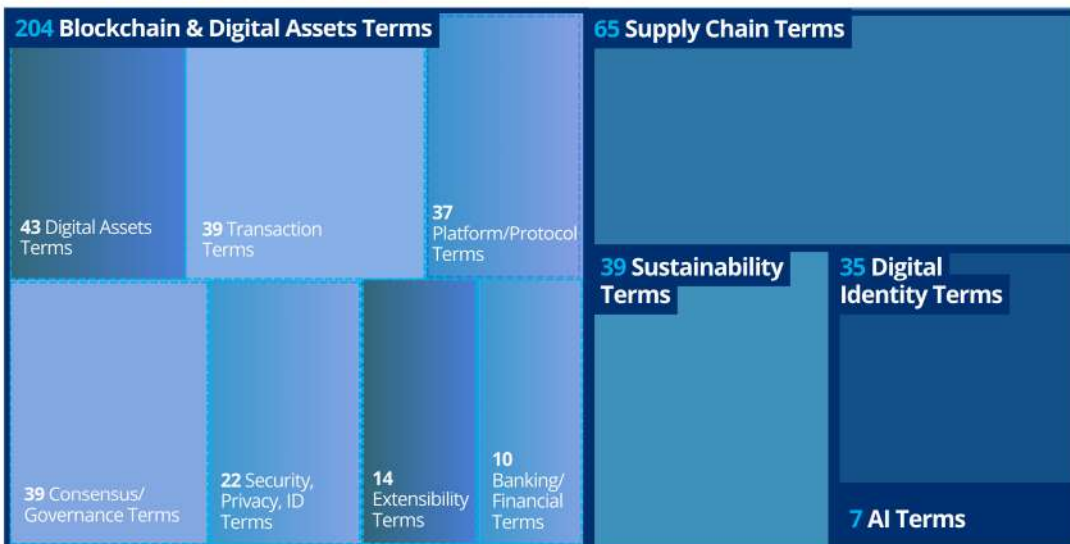 204 Blockchain & Digital Assets Terms
43 Digital Assets
Terms
39 Transaction
Terms
37
Platform/Protocol
Terms
39 Consensus/
Governance Terms
22 Security,
Privacy, ID
Terms
14
Extensibility
Terms
10
Banking/
Financial
Terms
65 Supply Chain Terms
39 Sustainability
Terms
35 Digital
Identity Terms
7 AI Terms